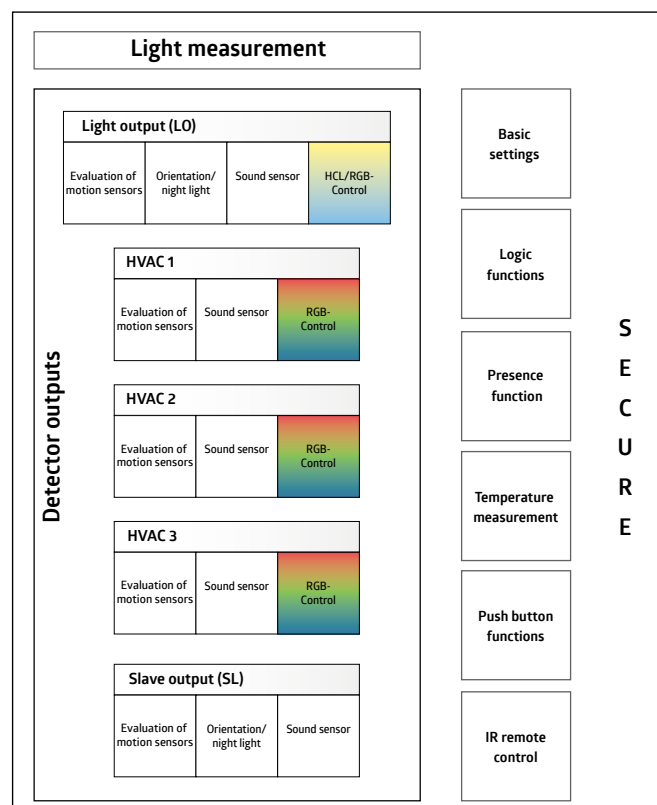 Light measurement
Detector outputs
Light output (LO)
Evaluation of
motion sensors
Orientation/
night light
Sound sensor
HCL/RGB-
Control
HVAC 1
Evaluation of
motion sensors
Sound sensor
RGB-
Control
HVAC 2
Evaluation of
motion sensors
Sound sensor
RGB-
Control
HVAC 3
Evaluation of
motion sensors
Sound sensor
RGB-
Control
Slave output (SL)
Evaluation of
motion sensors
Orientation/
night light
Sound sensor
Basic
settings
Logic
functions
Presence
function
Temperature
measurement
Push button
functions
IR remote
control
S
E
C
U
R
E